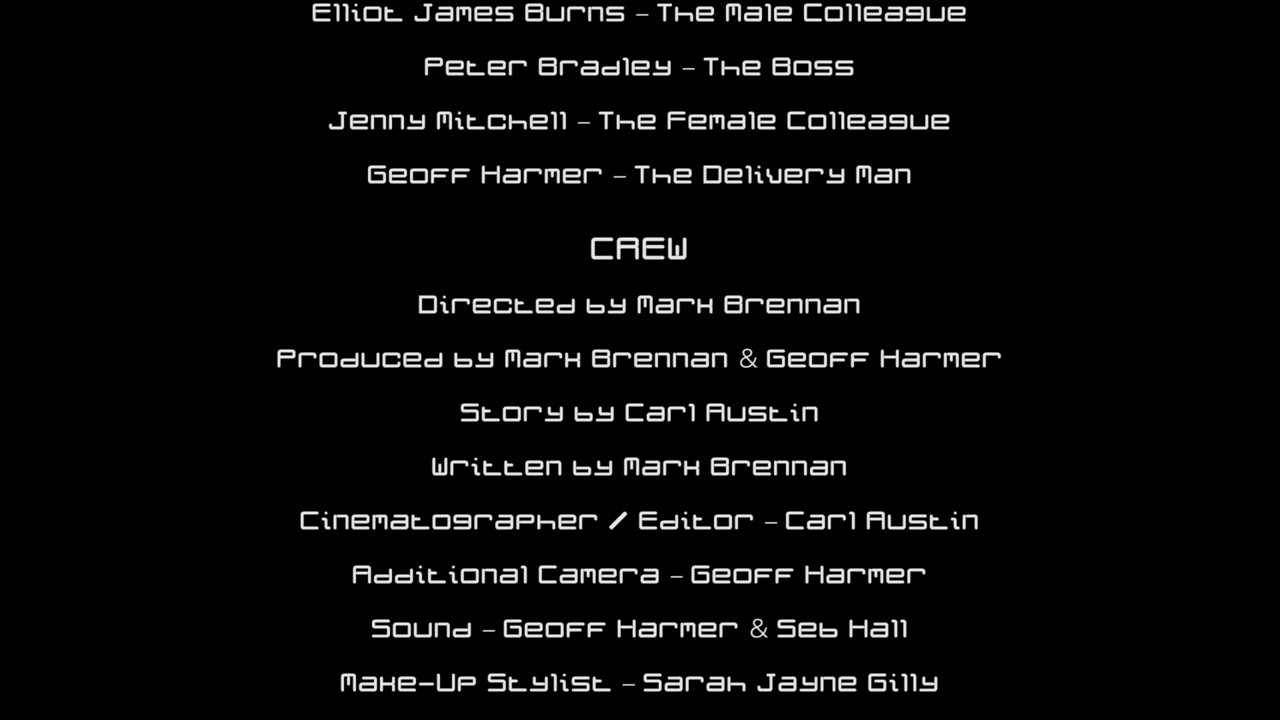 Elliot James Burns - The Male Colleague
Peter Bradley - The Boss
Jenny Mitchell - The Female Colleague
Geoff Harmer - The Delivery Man
CREW
Directed by Mark Brennan
Produced by Mark Brennan & Geoff Harmer
Story by Carl Austin
Written by Mark Brennan
Cinematographer / Editor - Carl Austin
Additional Camera - Geoff Harmer
Sound - Geoff Harmer & Seb Hall
Make-Up Stylist - Sarah Jayne Gilly